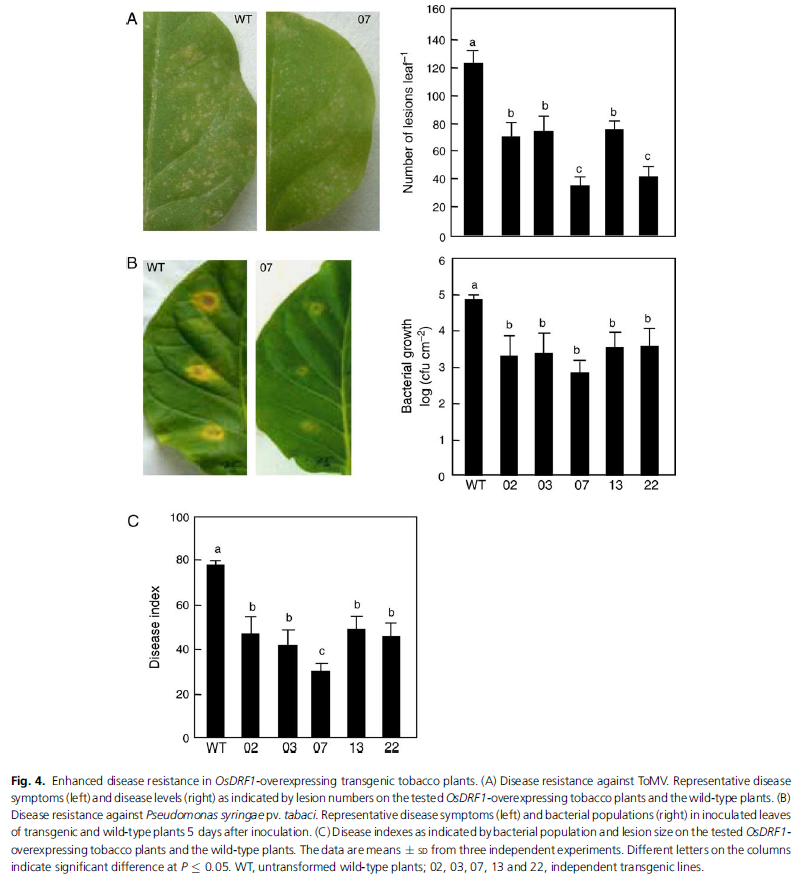 A
WT
07
Number of lesions leaf⁻¹
160
140
120
100
80
60
40
20
0
a
b
b
c
b
c
B
WT
07
Bacterial growth
log (cfu cm⁻²)
6
5
4
3
2
1
0
a
b
b
b
b
b
WT 02 03 07 13 22
C
Disease index
100
80
60
40
20
0
a
b
b
c
b
b
WT 02 03 07 13 22
Fig. 4. Enhanced disease resistance in OsDRF1-overexpressing transgenic tobacco plants. (A) Disease resistance against ToMV. Representative disease
symptoms (left) and disease levels (right) as indicated by lesion numbers on the tested OsDRF1-overexpressing tobacco plants and the wild-type plants. (B)
Disease resistance against Pseudomonas syringae pv. tabaci. Representative disease symptoms (left) and bacterial populations (right) in inoculated leaves
of transgenic and wild-type plants 5 days after inoculation. (C) Disease indexes as indicated by bacterial population and lesion size on the tested OsDRF1-
overexpressing tobacco plants and the wild-type plants. The data are means ± SD from three independent experiments. Different letters on the columns
indicate significant difference at P ≤ 0.05. WT, untransformed wild-type plants; 02, 03, 07, 13 and 22, independent transgenic lines.